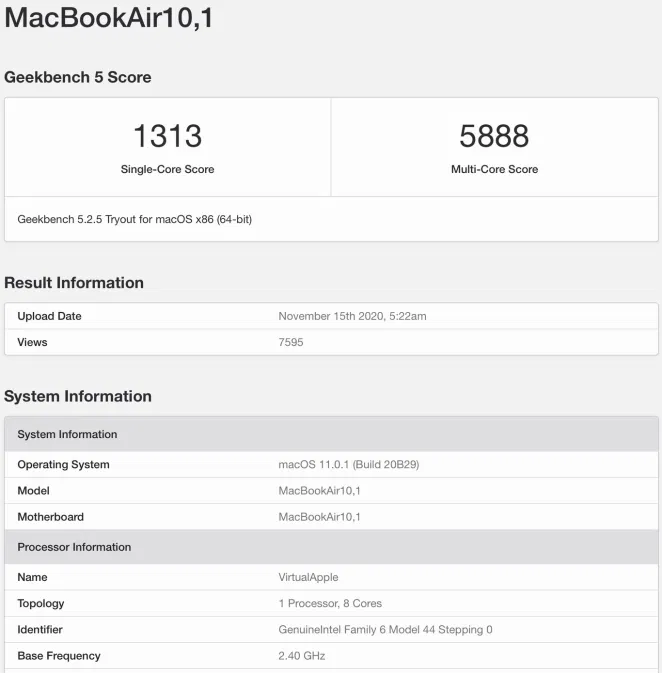 MacBookAir10,1
Geekbench 5 Score
1313 5888
Single-Core Score Multi-Core Score
Geekbench 5.2.5 Tryout for macOS x86 (64-bit)
Result Information
Upload Date November 15th 2020, 5:22am
Views 7595
System Information
System Information
Operating System macOS 11.0.1 (Build 20B29)
Model MacBookAir10,1
Motherboard MacBookAir10,1
Processor Information
Name VirtualApple
Topology 1 Processor, 8 Cores
Identifier GenuineIntel Family 6 Model 44 Stepping 0
Base Frequency 2.40 GHz